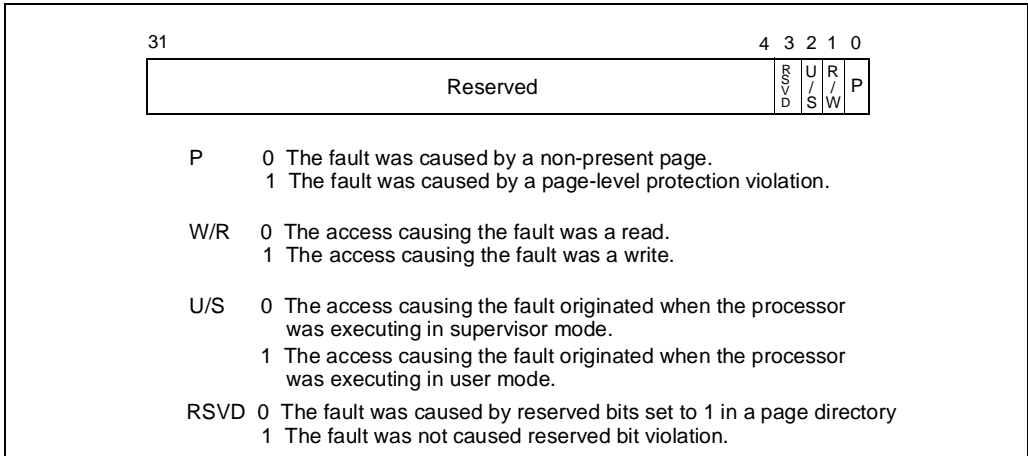 31 4 3 2 1 0
Reserved RSVD U/S R/W P
P 0 The fault was caused by a non-present page.
1 The fault was caused by a page-level protection violation.
W/R 0 The access causing the fault was a read.
1 The access causing the fault was a write.
U/S 0 The access causing the fault originated when the processor
was executing in supervisor mode.
1 The access causing the fault originated when the processor
was executing in user mode.
RSVD 0 The fault was caused by reserved bits set to 1 in a page directory
1 The fault was not caused reserved bit violation.